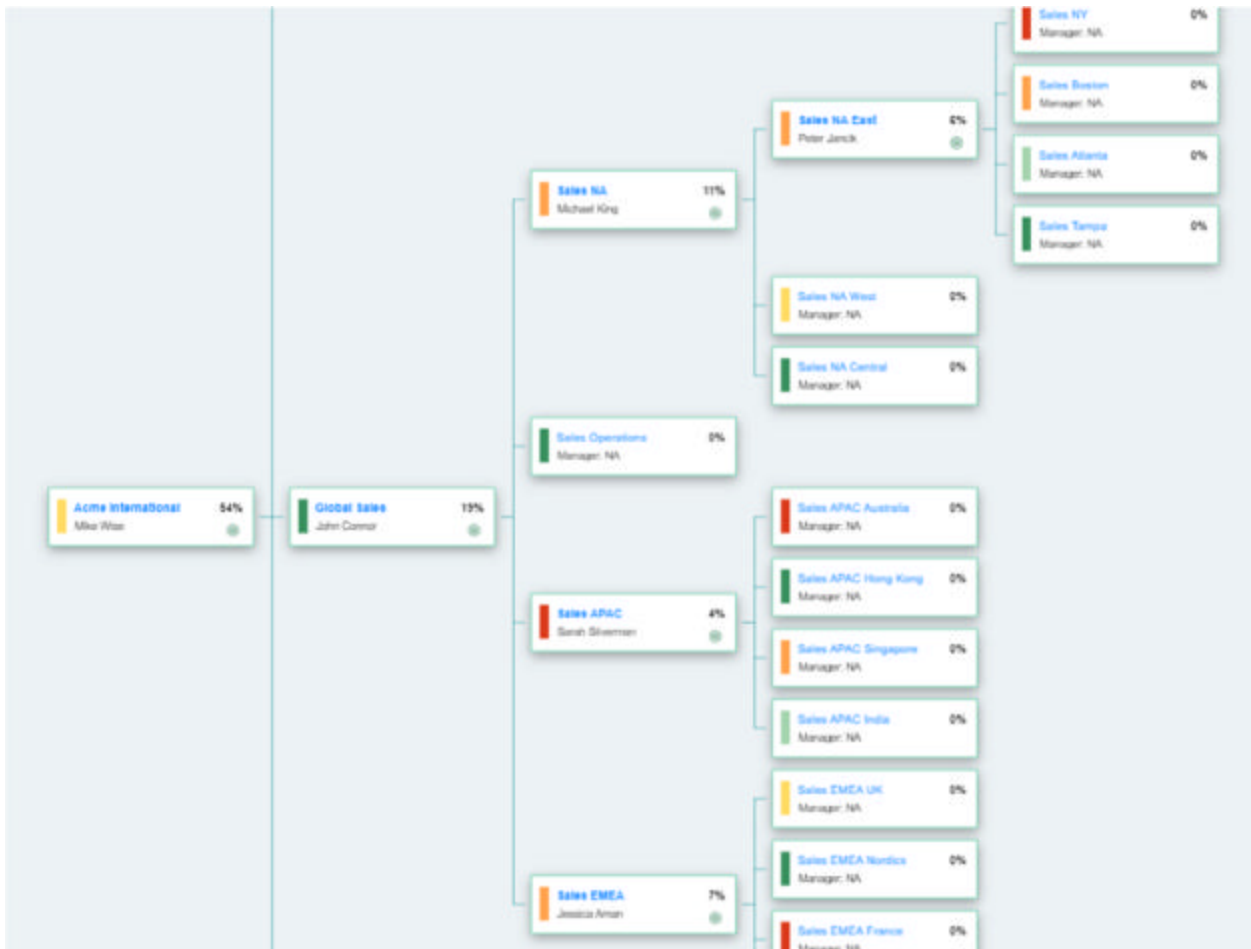 Sales NY 0%
Manager: NA
Sales Boston 0%
Manager: NA
Sales NA East 6%
Peter Jancik
Sales Atlanta 0%
Manager: NA
Sales NA 11%
Michael King
Sales Tampa 0%
Manager: NA
Sales NA West 0%
Manager: NA
Sales NA Central 0%
Manager: NA
Sales Operations 0%
Manager: NA
Acme International 54%
Mike Wise
Global Sales 19%
John Connor
Sales APAC Australia 0%
Manager: NA
Sales APAC Hong Kong 0%
Manager: NA
Sales APAC 4%
Sarah Silverman
Sales APAC Singapore 0%
Manager: NA
Sales APAC India 0%
Manager: NA
Sales EMEA UK 0%
Manager: NA
Sales EMEA Nordics 0%
Manager: NA
Sales EMEA 7%
Jessica Aman
Sales EMEA France 0%
Manager: NA